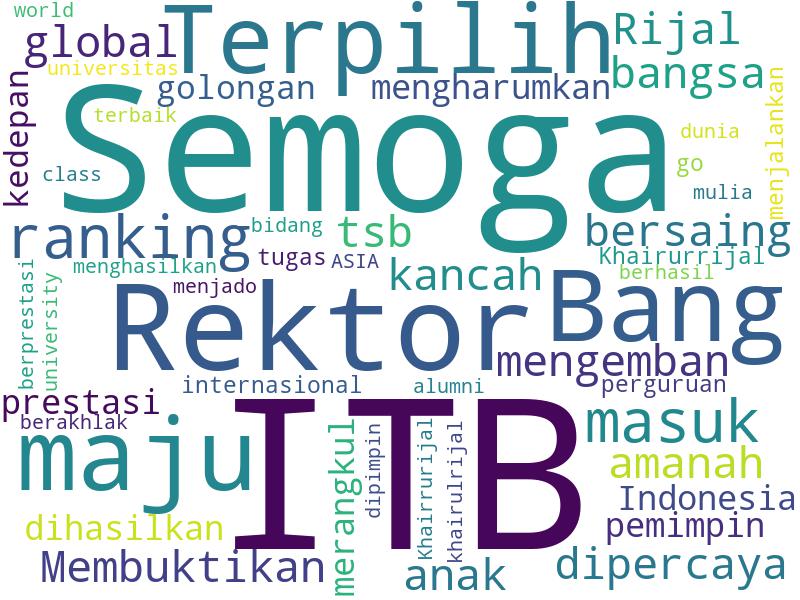 world
Terpilih
Rijal
global
universitas
bangsa
golongan
mengharumkan
kedepan
Semoga
terbaik
dunia
menjalankan
go
class
mulia
ranking
bidang
tsb
bersaing
tugas
ASIA
Khairurrijal
menghasilkan
kancah
berhasil
berprestasi
university
menjado
Rektor
Bang
mengemban
internasional
alumni
perguruan
prestasi
berakhlak
ITB
masuk
maju
merangkul
dipimpin
Khairrurijal
khairulrijal
amanah
Indonesia
dihasilkan
pemimpin
Membuktikan
anak
dipercaya